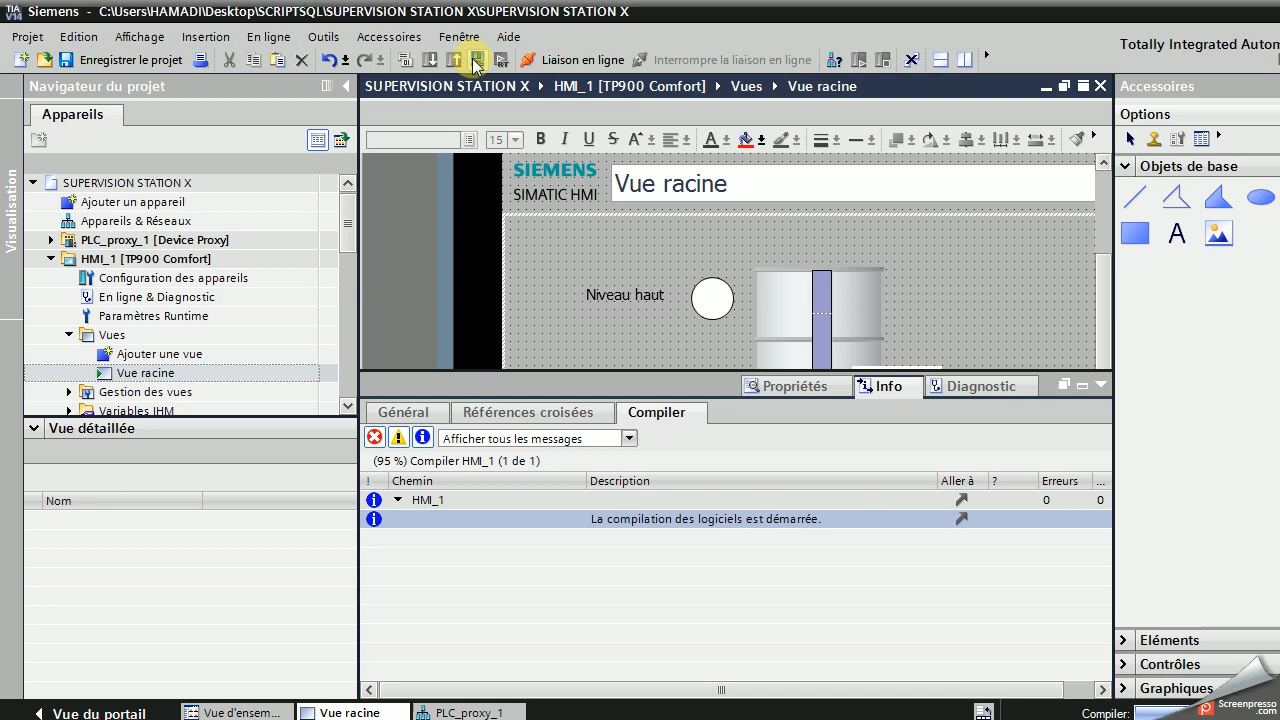 TIA
V14
Siemens - C:\Users\HAMADI\Desktop\SCRIPTSQL\SUPERVISION STATION X\SUPERVISION STATION X
Projet Edition Affichage Insertion En ligne Outils Accessoires Fenêtre Aide
Totally Integrated Autom
Enregistrer le projet
Liaison en ligne
Interrompre la liaison en ligne
Navigateur du projet
SUPERVISION STATION X HMI_1 [TP900 Comfort] Vues Vue racine
Accessoires
Appareils
Options
15
B I U S A A
Visualisation
Objets de base
SUPERVISION STATION X
Ajouter un appareil
Appareils & Réseaux
PLC_proxy_1 [Device Proxy]
HMI_1 [TP900 Comfort]
Configuration des appareils
En ligne & Diagnostic
Paramètres Runtime
Vues
Ajouter une vue
Vue racine
Gestion des vues
Variables IHM
SIEMENS
SIMATIC HMI
Vue racine
Niveau haut
A
Propriétés Info Diagnostic
Général Références croisées Compiler
Vue détaillée
Afficher tous les messages
(95 %) Compiler HMI_1 (1 de 1)
! Chemin Description Aller à ? Erreurs ...
Nom
HMI_1 0 0
La compilation des logiciels est démarrée.
Eléments
Contrôles
Graphiques
Vue du portail
Vue d'ensem...
Vue racine
PLC_proxy_1
Compiler:
Screenpresso
.com